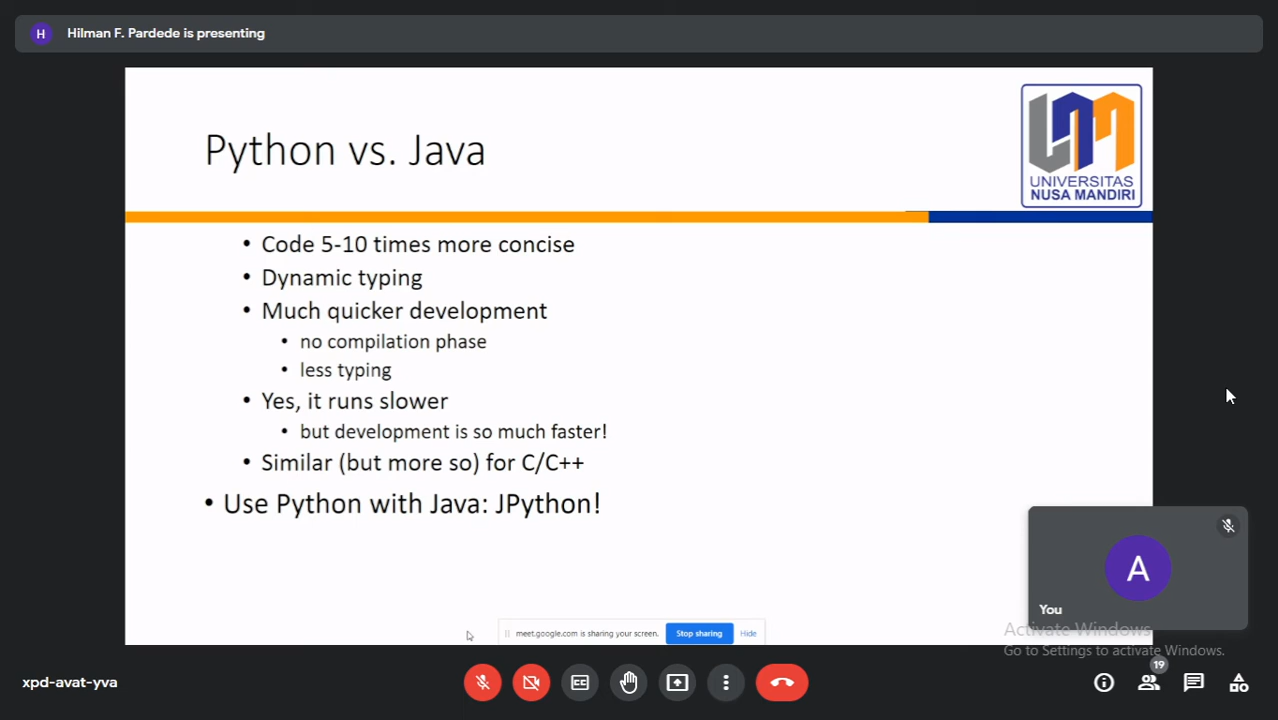 H
Hilman F. Pardede is presenting
Python vs. Java
UNIVERSITAS
NUSA MANDIRI
• Code 5-10 times more concise
• Dynamic typing
• Much quicker development
• no compilation phase
• less typing
• Yes, it runs slower
• but development is so much faster!
• Similar (but more so) for C/C++
• Use Python with Java: JPython!
A
You
Activate Windows
Go to Settings to activate Windows.
meet.google.com is sharing your screen.
Stop sharing
Hide
xpd-avat-yva
CC
19